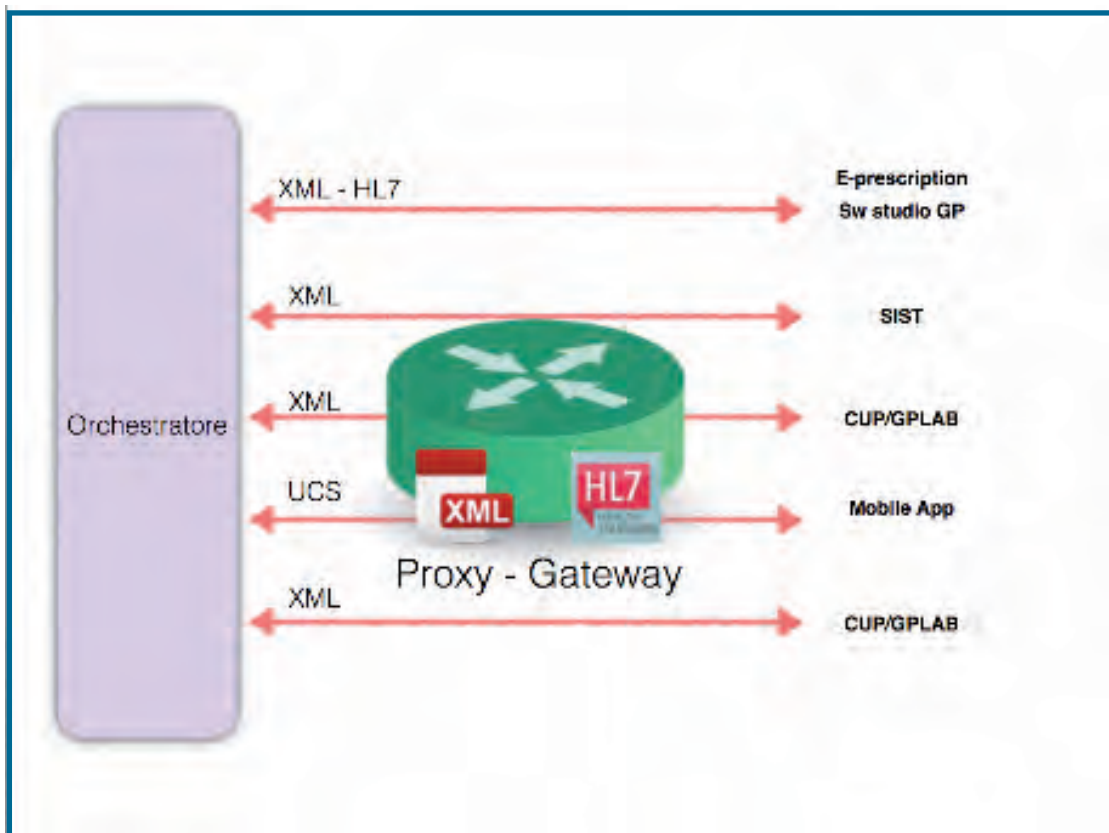 XML - HL7
E-prescription
Sw studio GP
XML
SIST
XML
Orchestratore
CUP/GPLAB
UCS
XML
HL7
Mobile App
Proxy - Gateway
XML
CUP/GPLAB